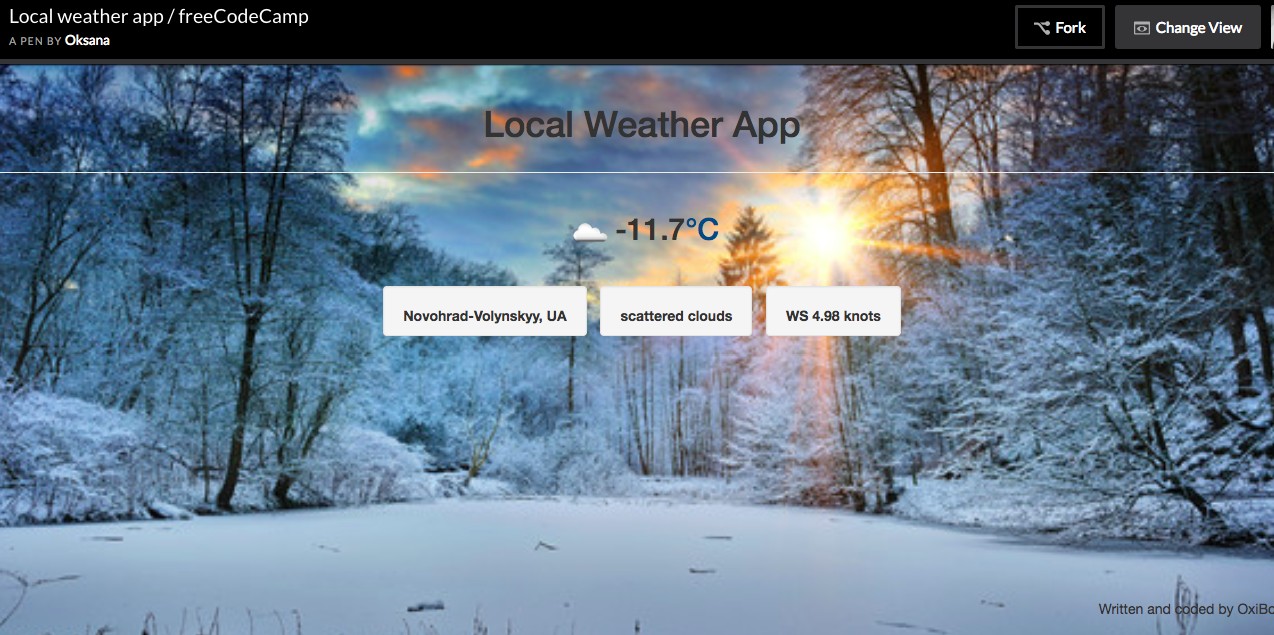 Local weather app / freeCodeCamp
A PEN BY Oksana
Fork
Change View
Local Weather App
-11.7°C
Novohrad-Volynskyy, UA
scattered clouds
WS 4.98 knots
Written and coded by OxiBo